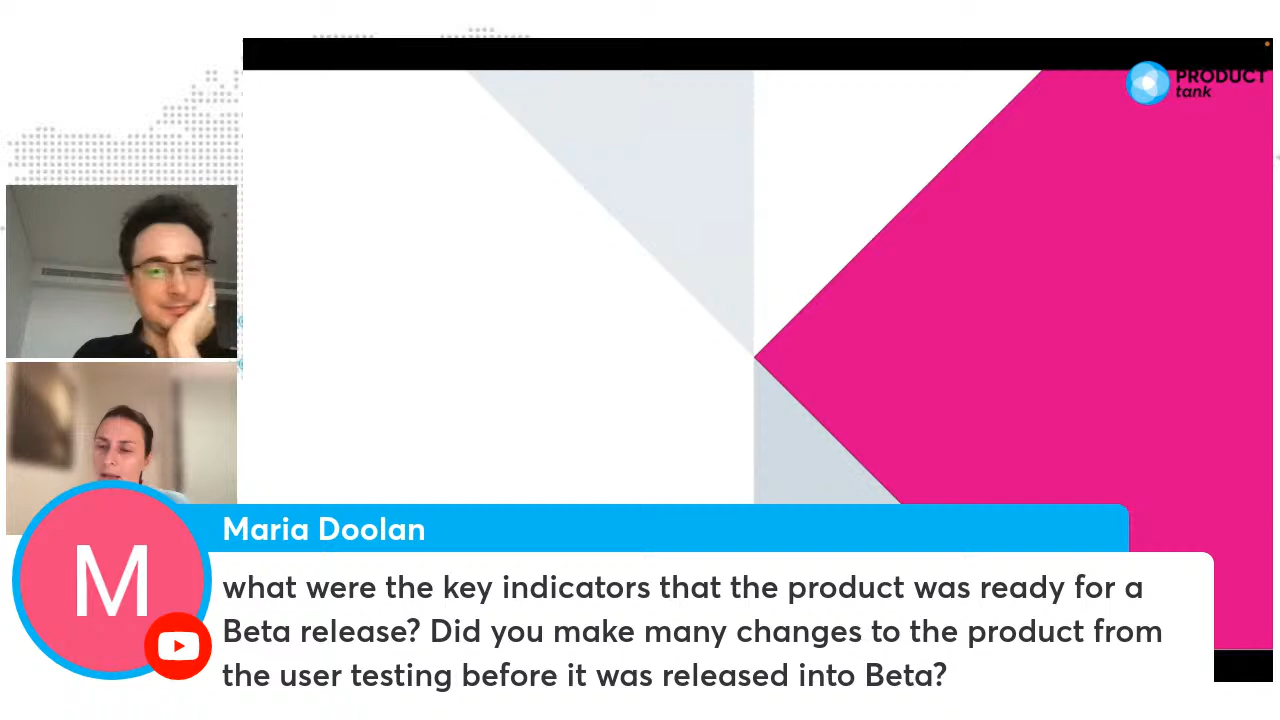 PRODUCT
tank
Maria Doolan
M
what were the key indicators that the product was ready for a
Beta release? Did you make many changes to the product from
the user testing before it was released into Beta?